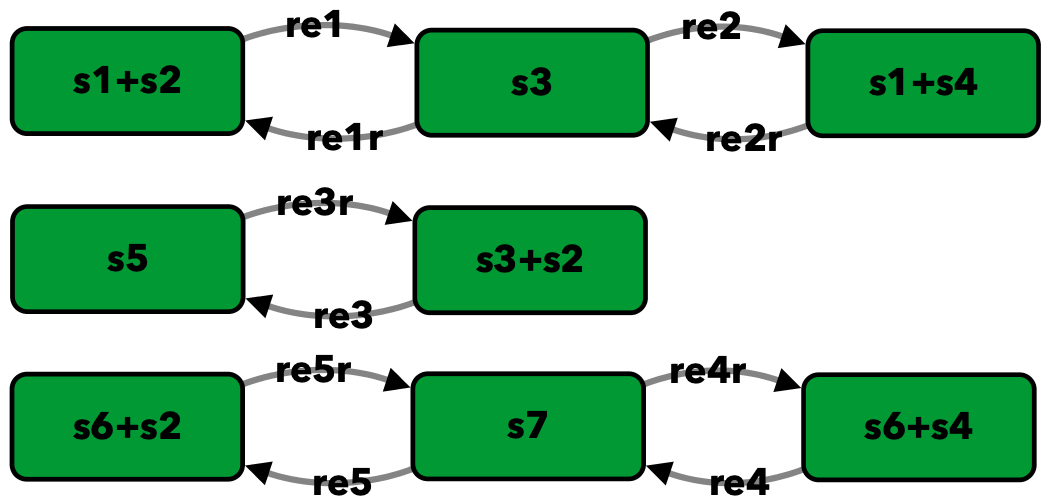 re1 re2
s1+s2 s3 s1+s4
re1r re2r
re3r
s5 s3+s2
re3
re5r re4r
s6+s2 s7 s6+s4
re5 re4